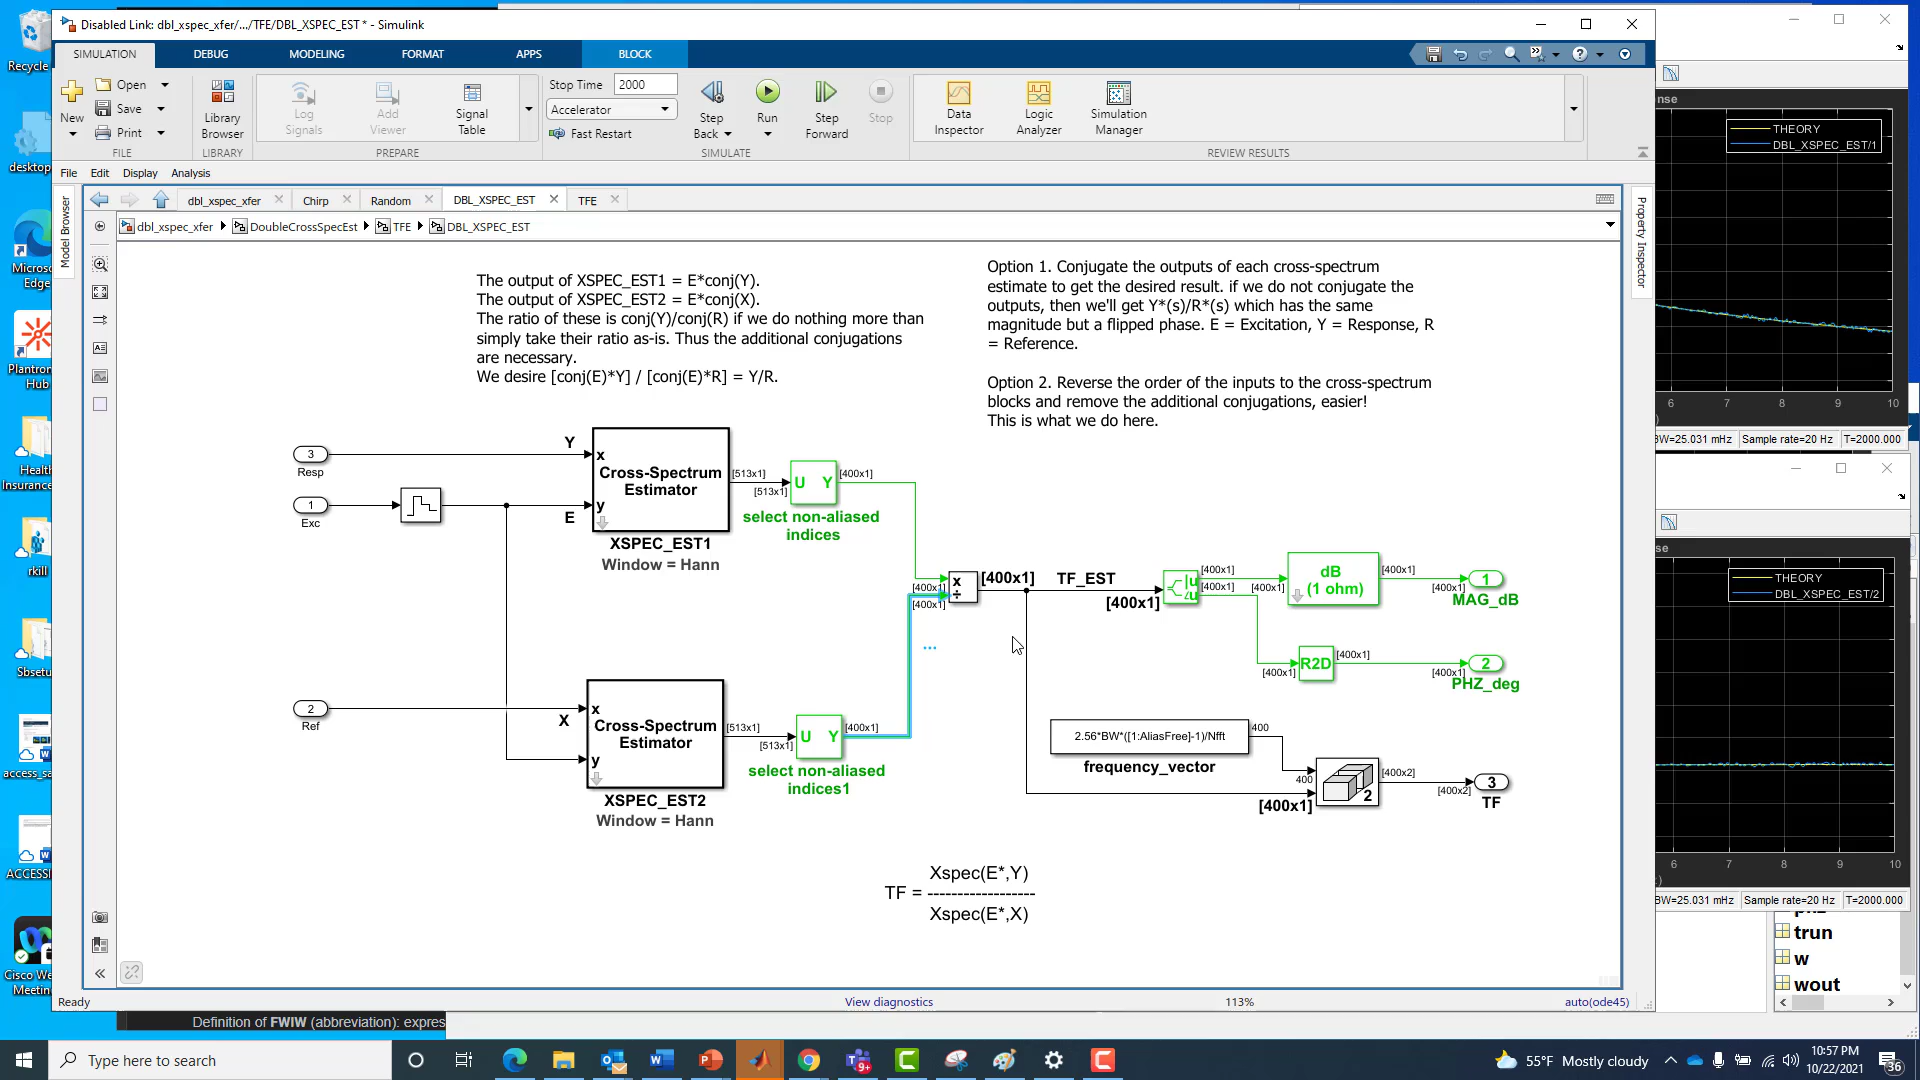 Disabled Link: dbl_xspec_xfer/.../TFE/DBL_XSPEC_EST * - Simulink
SIMULATION DEBUG MODELING FORMAT APPS BLOCK
New
Open
Save
Print
FILE
Library Browser
LIBRARY
Log Signals
Add Viewer
Signal Table
PREPARE
Stop Time 2000
Accelerator
Fast Restart
Step Back
Run
Step Forward
Stop
SIMULATE
Data Inspector
Logic Analyzer
Simulation Manager
REVIEW RESULTS
File Edit Display Analysis
dbl_xspec_xfer Chirp Random DBL_XSPEC_EST TFE
dbl_xspec_xfer DoubleCrossSpecEst TFE DBL_XSPEC_EST
Model Browser
Property Inspector
The output of XSPEC_EST1 = E*conj(Y).
The output of XSPEC_EST2 = E*conj(X).
The ratio of these is conj(Y)/conj(R) if we do nothing more than
simply take their ratio as-is. Thus the additional conjugations
are necessary.
We desire [conj(E)*Y] / [conj(E)*R] = Y/R.
Option 1. Conjugate the outputs of each cross-spectrum
estimate to get the desired result. if we do not conjugate the
outputs, then we'll get Y*(s)/R*(s) which has the same
magnitude but a flipped phase. E = Excitation, Y = Response, R
= Reference.
Option 2. Reverse the order of the inputs to the cross-spectrum
blocks and remove the additional conjugations, easier!
This is what we do here.
3
Resp
1
Exc
2
Ref
Y
E
X
x
Cross-Spectrum
Estimator
y
XSPEC_EST1
Window = Hann
[513x1]
[513x1]
U Y
[400x1]
select non-aliased
indices
x
Cross-Spectrum
Estimator
y
XSPEC_EST2
Window = Hann
[513x1]
[513x1]
U Y
[400x1]
select non-aliased
indices1
[400x1]
[400x1]
x
÷
[400x1]
TF_EST
[400x1]
|u|
∠u
[400x1]
[400x1]
[400x1]
dB
(1 ohm)
[400x1]
[400x1]
1
MAG_dB
[400x1]
R2D
[400x1]
[400x1]
2
PHZ_deg
2.56*BW*([1:AliasFree]-1)/Nfft
400
frequency_vector
400
[400x1]
2
[400x2]
[400x2]
3
TF
...
Xspec(E*,Y)
TF = ------------------
Xspec(E*,X)
Ready
View diagnostics
113%
auto(ode45)
Definition of FWIW (abbreviation): expres
nse
THEORY
DBL_XSPEC_EST/1
6 7 8 9 10
BW=25.031 mHz Sample rate=20 Hz T=2000.000
se
THEORY
DBL_XSPEC_EST/2
6 7 8 9 10
BW=25.031 mHz Sample rate=20 Hz T=2000.000
trun
w
wout
Recycle
desktop
Microso
Edge
Plantron
Hub
Health
Insurance
rkill
Sbsetu
access_sa
ACCESSI
Cisco We
Meetin
Type here to search
9+
55°F Mostly cloudy
10:57 PM
10/22/2021
36